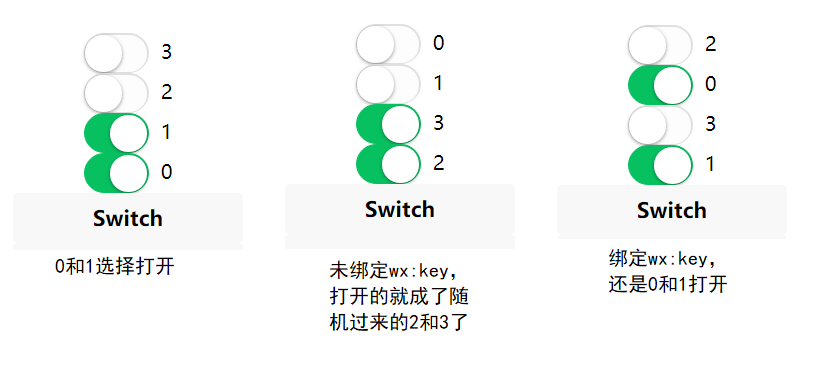 3
2
1
0
Switch
0和1选择打开
0
1
3
2
Switch
未绑定wx:key,
打开的就成了随
机过来的2和3了
2
0
3
1
Switch
绑定wx:key,
还是0和1打开